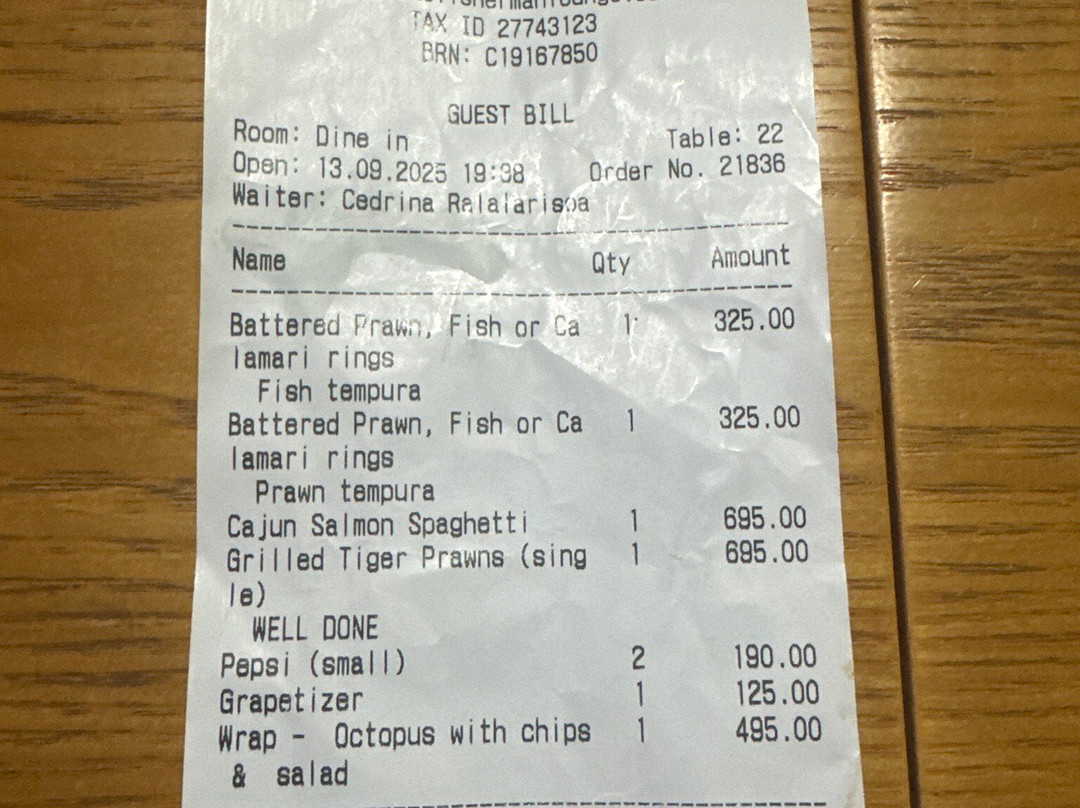 TAX ID 27743123
BRN: C19167850
GUEST BILL
Room: Dine in Table: 22
Open: 13.09.2025 19:38 Order No. 21836
Waiter: Cedrina Ralalarisoa
Name Qty Amount
Battered Prawn, Fish or Ca 1 325.00
lamari rings
Fish tempura
Battered Prawn, Fish or Ca 1 325.00
lamari rings
Prawn tempura
Cajun Salmon Spaghetti 1 695.00
Grilled Tiger Prawns (sing 1 695.00
le)
WELL DONE
Pepsi (small) 2 190.00
Grapetizer 1 125.00
Wrap - Octopus with chips 1 495.00
& salad